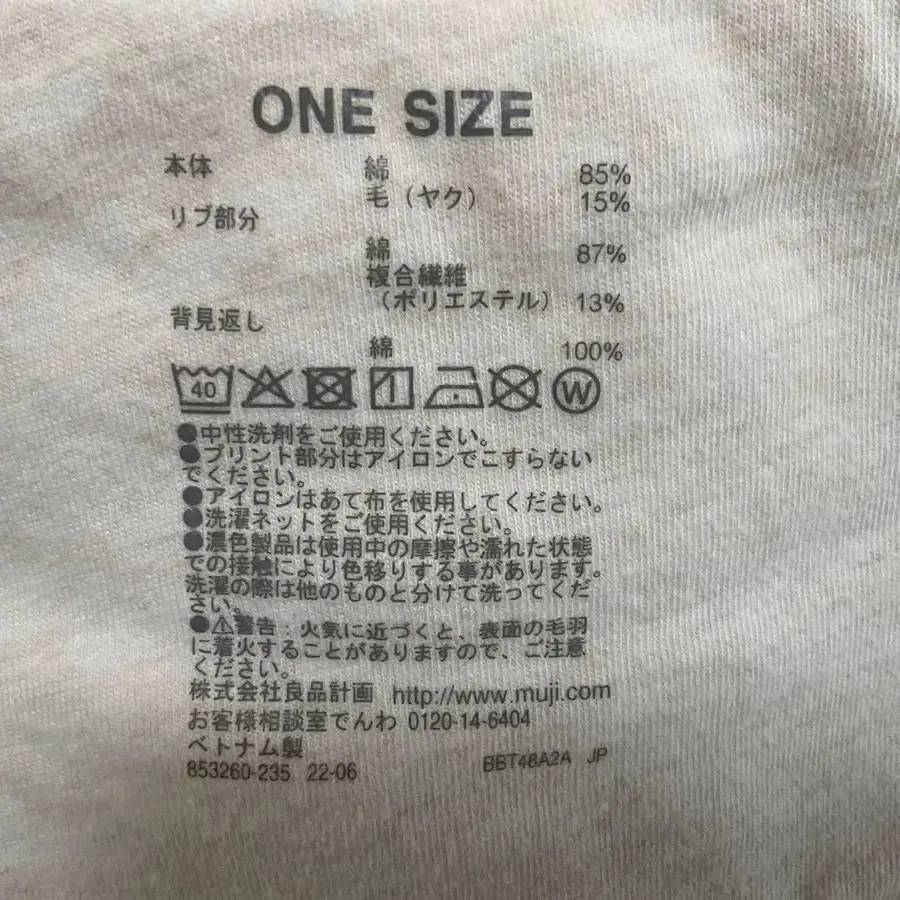 ONE SIZE
本体 綿 85%
毛（ヤク） 15%
リブ部分
綿 87%
複合繊維
（ポリエステル） 13%
背見返し
綿 100%
40 W
●中性洗剤をご使用ください。
●プリント部分はアイロンでこすらない
でください。
●アイロンはあて布を使用してください。
●洗濯ネットをご使用ください。
●濃色製品は使用中の摩擦や濡れた状態
での接触により色移りする事があります。
洗濯の際は他のものと分けて洗ってくだ
さい。
●⚠警告：火気に近づくと、表面の毛羽
に着火することがありますので、ご注意
ください。
株式会社良品計画 http://www.muji.com
お客様相談室でんわ 0120-14-6404
ベトナム製
853260-235 22-06 BBT48A2A JP